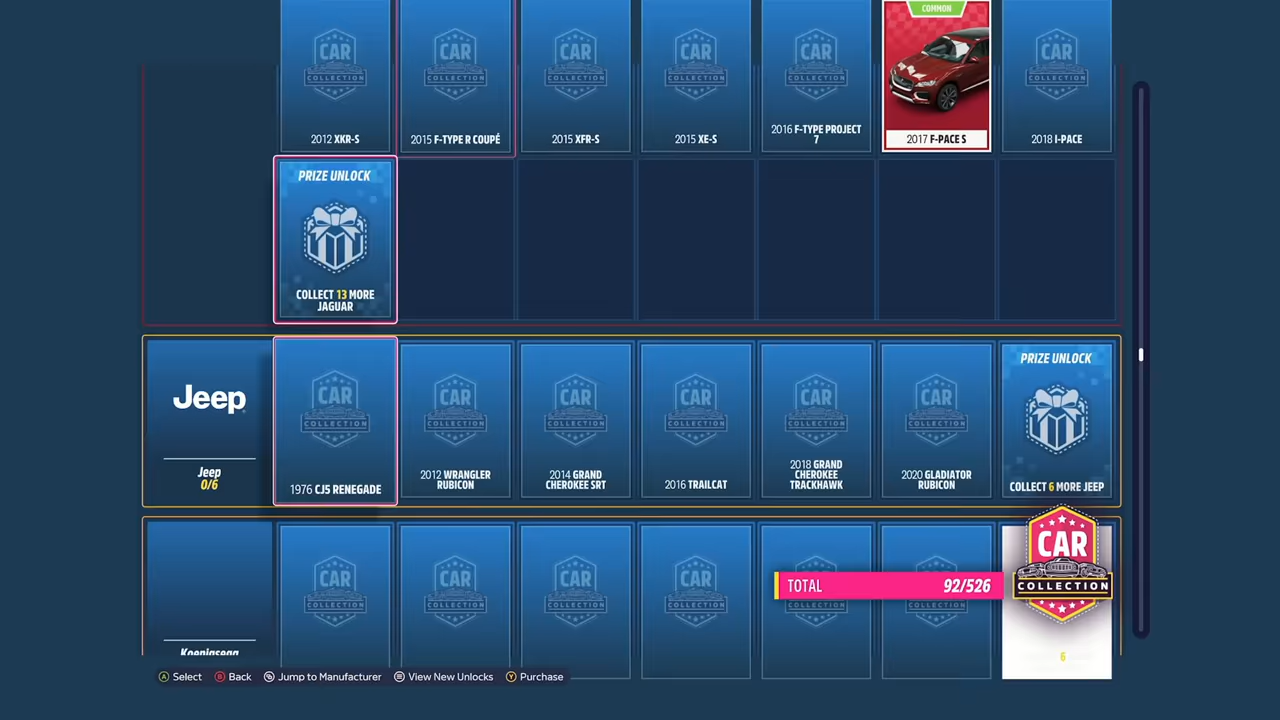 COMMON
CAR
COLLECTION
CAR
COLLECTION
CAR
COLLECTION
CAR
COLLECTION
CAR
COLLECTION
CAR
COLLECTION
2012 XKR-S
2015 F-TYPE R COUPÉ
2015 XFR-S
2015 XE-S
2016 F-TYPE PROJECT
7
2017 F-PACE S
2018 I-PACE
PRIZE UNLOCK
COLLECT 13 MORE
JAGUAR
Jeep
Jeep
0/6
CAR
COLLECTION
1976 CJ5 RENEGADE
CAR
COLLECTION
2012 WRANGLER
RUBICON
CAR
COLLECTION
2014 GRAND
CHEROKEE SRT
CAR
COLLECTION
2016 TRAILCAT
CAR
COLLECTION
2018 GRAND
CHEROKEE
TRACKHAWK
CAR
COLLECTION
2020 GLADIATOR
RUBICON
PRIZE UNLOCK
COLLECT 6 MORE JEEP
Koenigsegg
CAR
COLLECTION
CAR
COLLECTION
CAR
COLLECTION
CAR
COLLECTION
COLLECTION
COLLECTION
TOTAL 92/526
CAR
COLLECTION
6
A Select
B Back
Jump to Manufacturer
View New Unlocks
Y Purchase